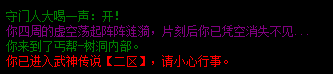 守门人大喝一声：开！
你四周的虚空荡起阵阵涟漪，片刻后你已凭空消失不见...
你来到了丐帮-树洞内部。
你已进入武神传说【二区】，请小心行事。